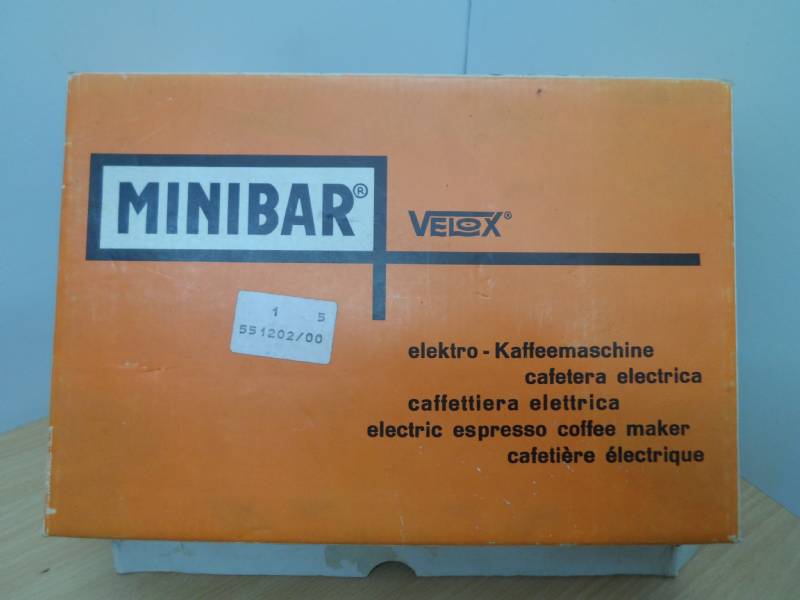 MINIBAR®
VELOX®
1 5
551202/00
elektro - Kaffeemaschine
cafetera electrica
caffettiera elettrica
electric espresso coffee maker
cafetière électrique